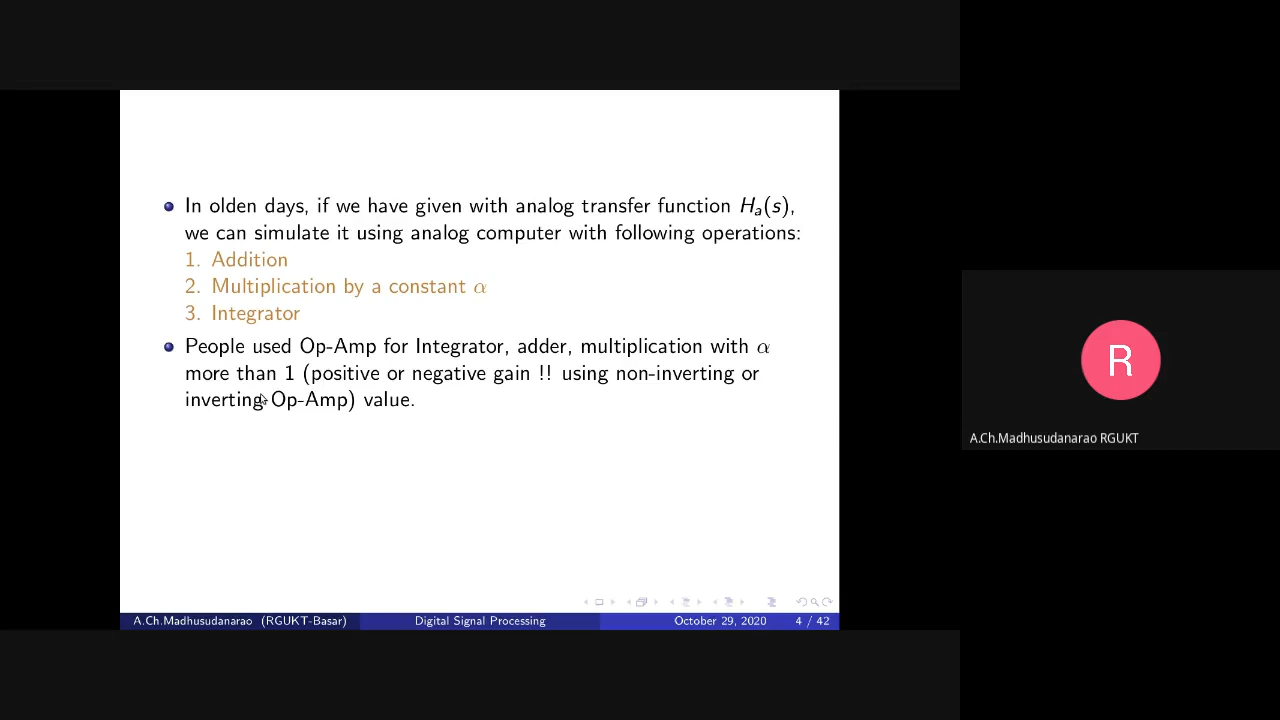 In olden days, if we have given with analog transfer function Hₐ(s),
we can simulate it using analog computer with following operations:
1. Addition
2. Multiplication by a constant α
3. Integrator
People used Op-Amp for Integrator, adder, multiplication with α
more than 1 (positive or negative gain !! using non-inverting or
inverting Op-Amp) value.
A.Ch.Madhusudanarao (RGUKT-Basar) Digital Signal Processing October 29, 2020 4 / 42
R
A.Ch.Madhusudanarao RGUKT